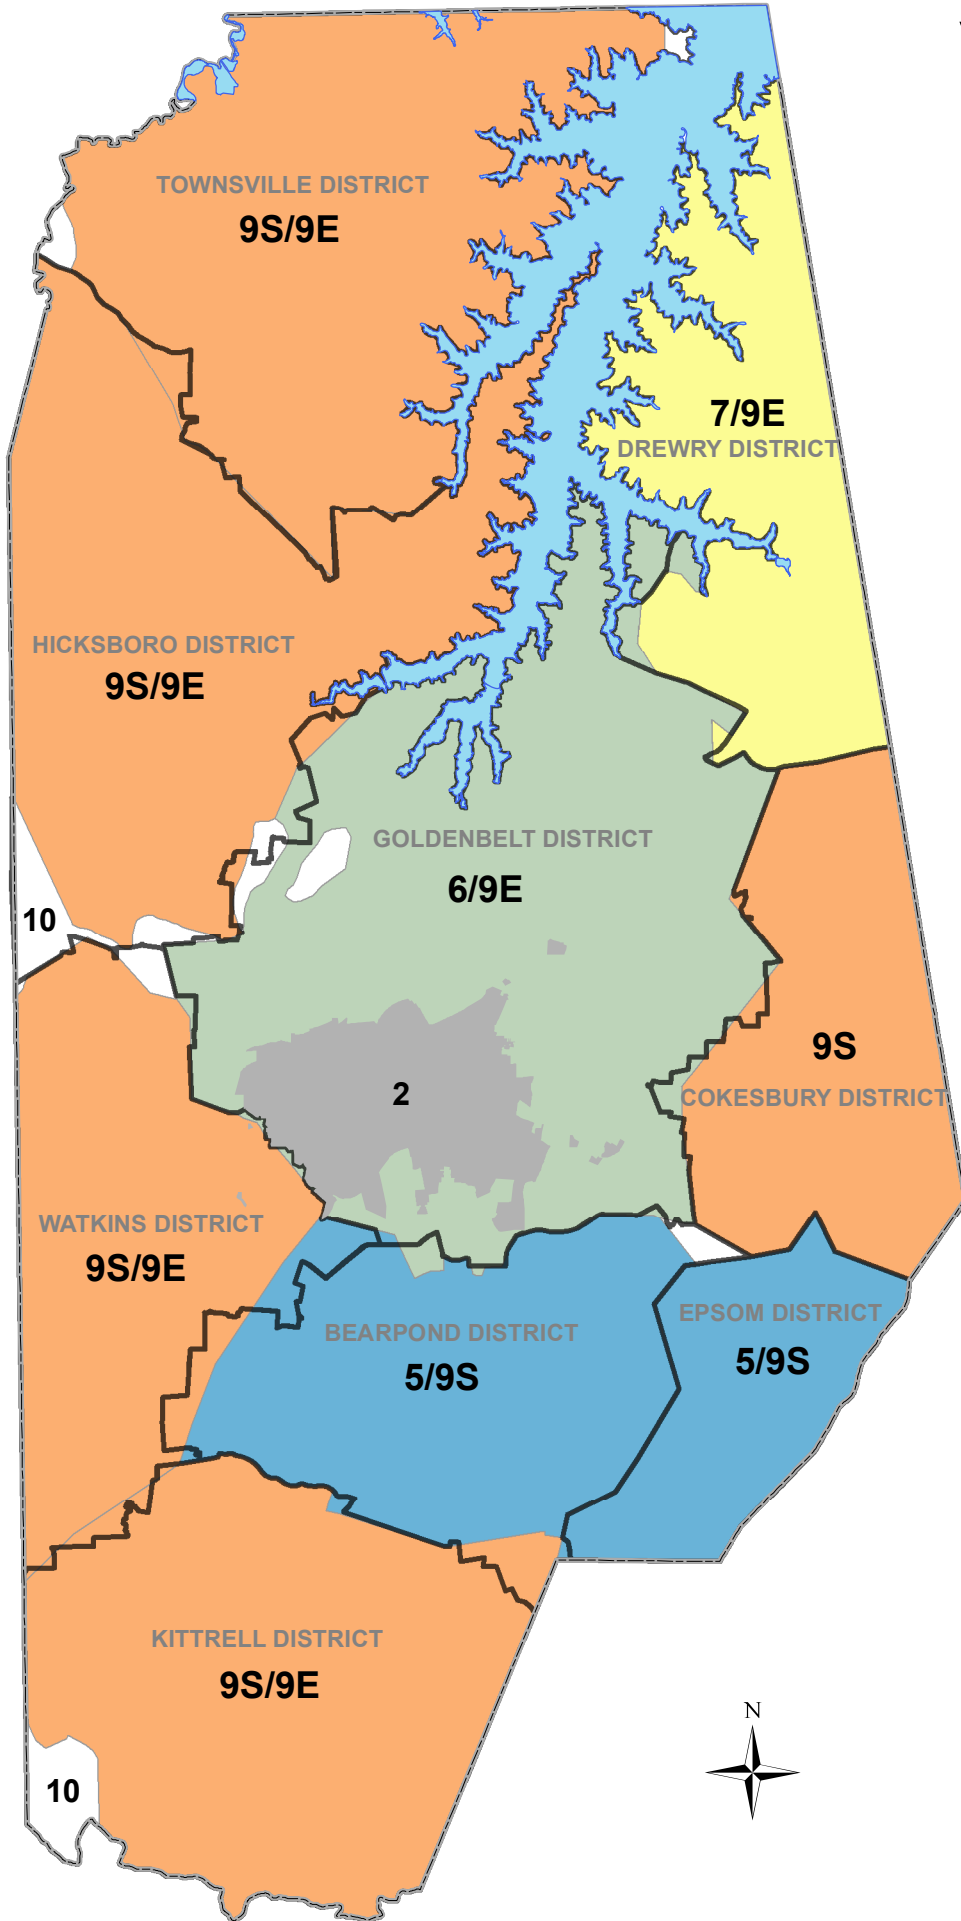 TOWNSVILLE DISTRICT
9S/9E
7/9E
DREWRY DISTRICT
HICKSBORO DISTRICT
9S/9E
GOLDENBELT DISTRICT
6/9E
10
9S
2
COKESBURY DISTRICT
WATKINS DISTRICT
9S/9E
EPSOM DISTRICT
5/9S
BEARPOND DISTRICT
5/9S
KITTRELL DISTRICT
9S/9E
N
10